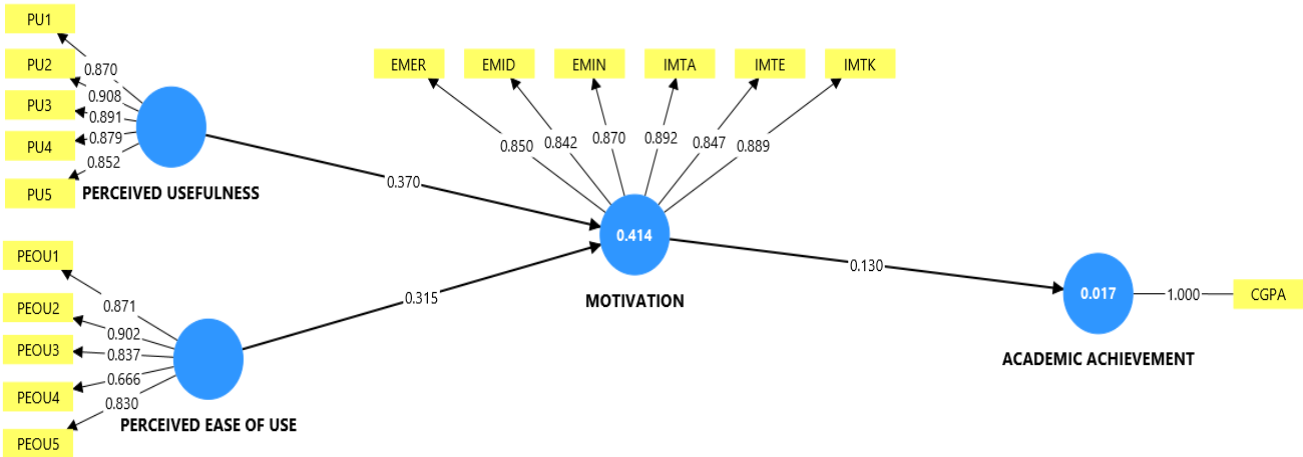 PU1
PU2
PU3
PU4
PU5
0.870
0.908
0.891
0.879
0.852
PERCEIVED USEFULNESS
EMER
EMID
EMIN
IMTA
IMTE
IMTK
0.850
0.842
0.870
0.892
0.847
0.889
0.370
0.414
MOTIVATION
0.315
0.130
0.017
1.000
CGPA
ACADEMIC ACHIEVEMENT
PEOU1
PEOU2
PEOU3
PEOU4
PEOU5
0.871
0.902
0.837
0.666
0.830
PERCEIVED EASE OF USE